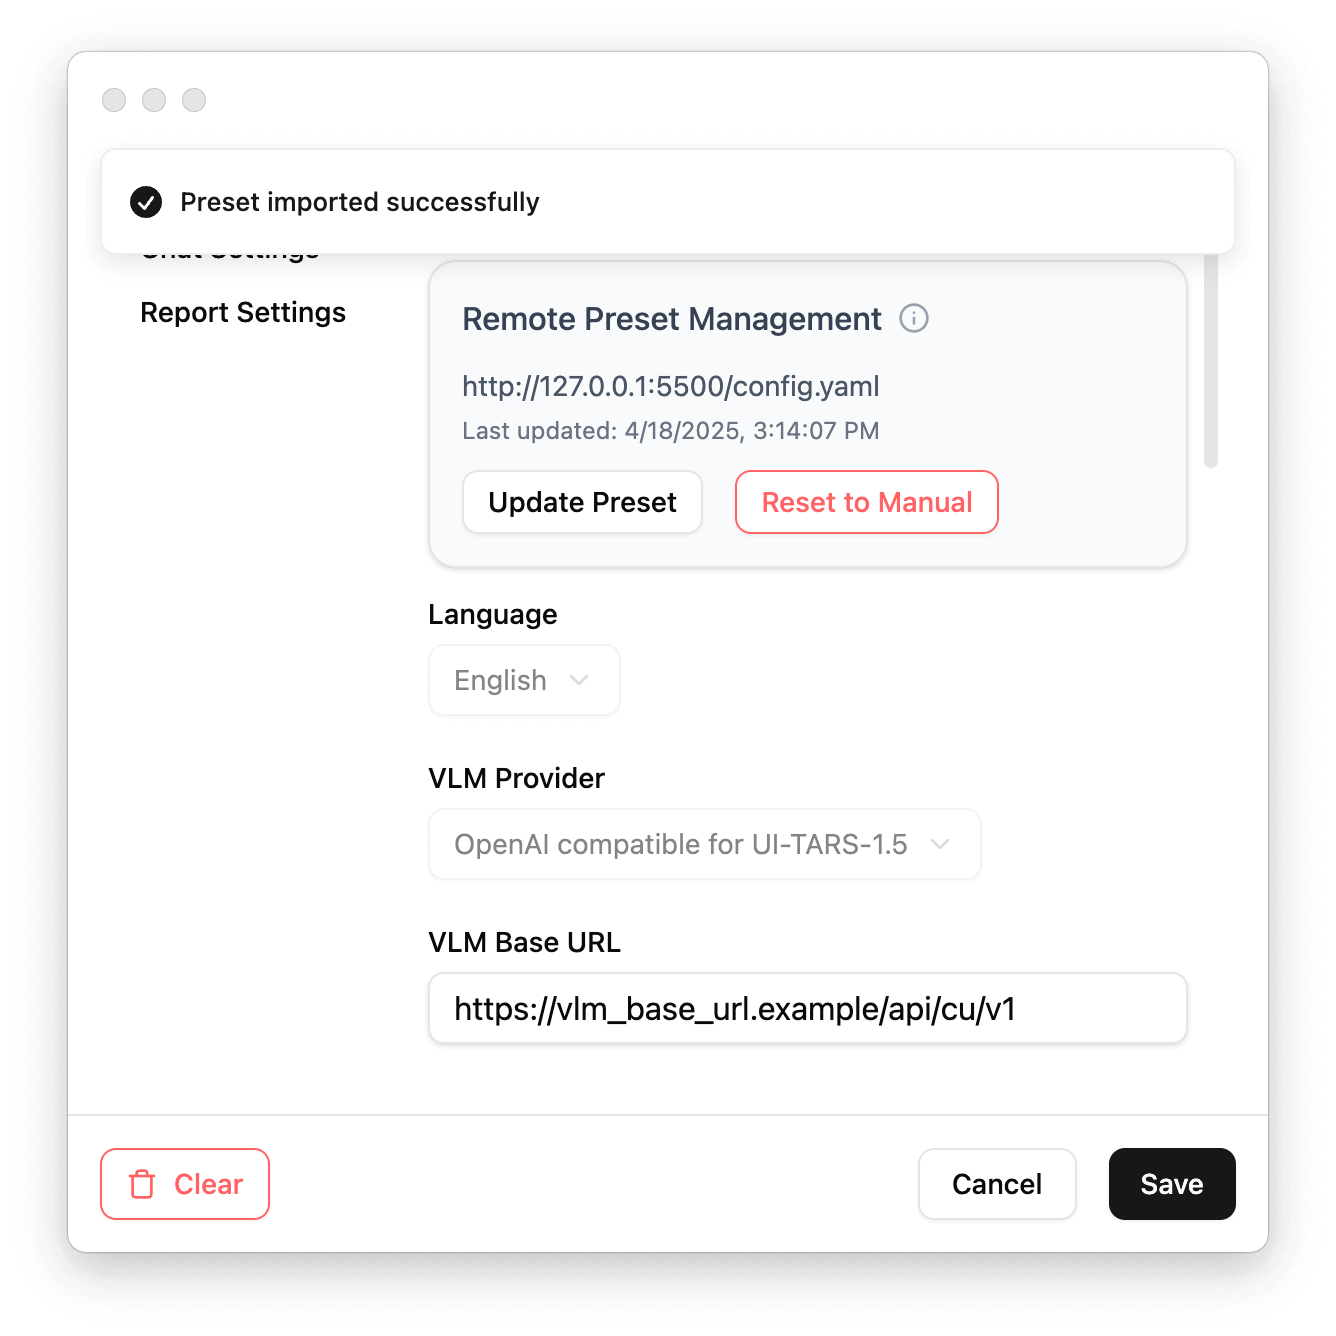 Preset imported successfully
Chat Settings
Report Settings
Remote Preset Management
http://127.0.0.1:5500/config.yaml
Last updated: 4/18/2025, 3:14:07 PM
Update Preset
Reset to Manual
Language
English
VLM Provider
OpenAI compatible for UI-TARS-1.5
VLM Base URL
https://vlm_base_url.example/api/cu/v1
Clear
Cancel
Save